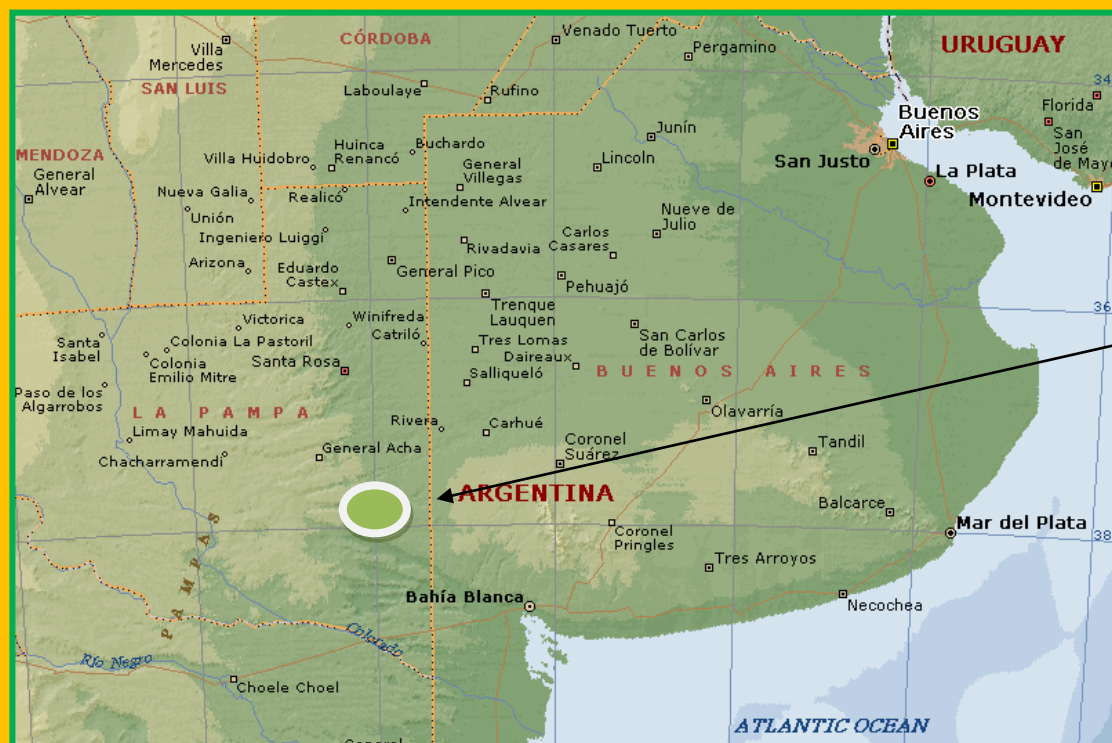 Venado Tuerto
CÓRDOBA
URUGUAY
Villa
Mercedes
Pergamino
SAN LUIS
Laboulaye
Rufino
34
Florida
Buenos
Aires
San
José
de Mayo
Junín
MENDOZA
General
Alvear
Villa Huidobro
Huinca
Renancó
Buchardo
General
Villegas
Lincoln
San Justo
La Plata
Montevideo
Nueva Galia
Unión
Realicó
Intendente Alvear
Nueve de
Julio
Ingeniero Luiggi
Carlos
Casares
Rivadavia
Arizona
Eduardo
Castex
General Pico
Pehuajó
Trenque
Lauquen
36
Victorica
Winifreda
Catriló
Santa
Isabel
Colonia La Pastoril
Colonia
Emilio Mitre
Santa Rosa
Tres Lomas
Daireaux
Salliqueló
San Carlos
de Bolívar
BUENOS AIRES
Paso de los
Algarrobos
LA PAMPA
Limay Mahuida
Rivera
Carhué
Olavarría
Chacharramendi
General Acha
Coronel
Suárez
Tandil
ARGENTINA
Balcarce
Coronel
Pringles
Mar del Plata
38
PAMPAS
Tres Arroyos
Bahía Blanca
Necochea
Colorado
Río Negro
Choele Choel
ATLANTIC OCEAN
General